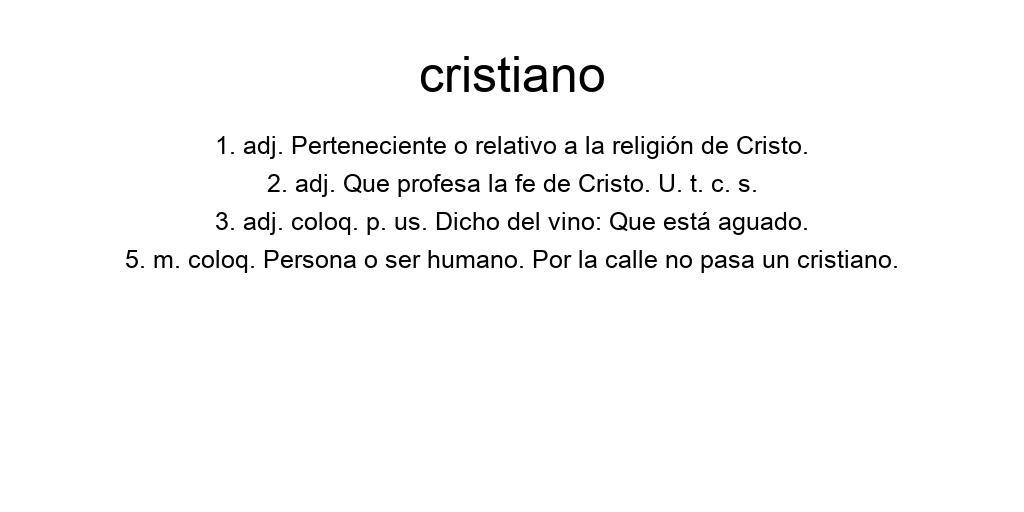 cristiano
1. adj. Perteneciente o relativo a la religión de Cristo.
2. adj. Que profesa la fe de Cristo. U. t. c. s.
3. adj. coloq. p. us. Dicho del vino: Que está aguado.
5. m. coloq. Persona o ser humano. Por la calle no pasa un cristiano.